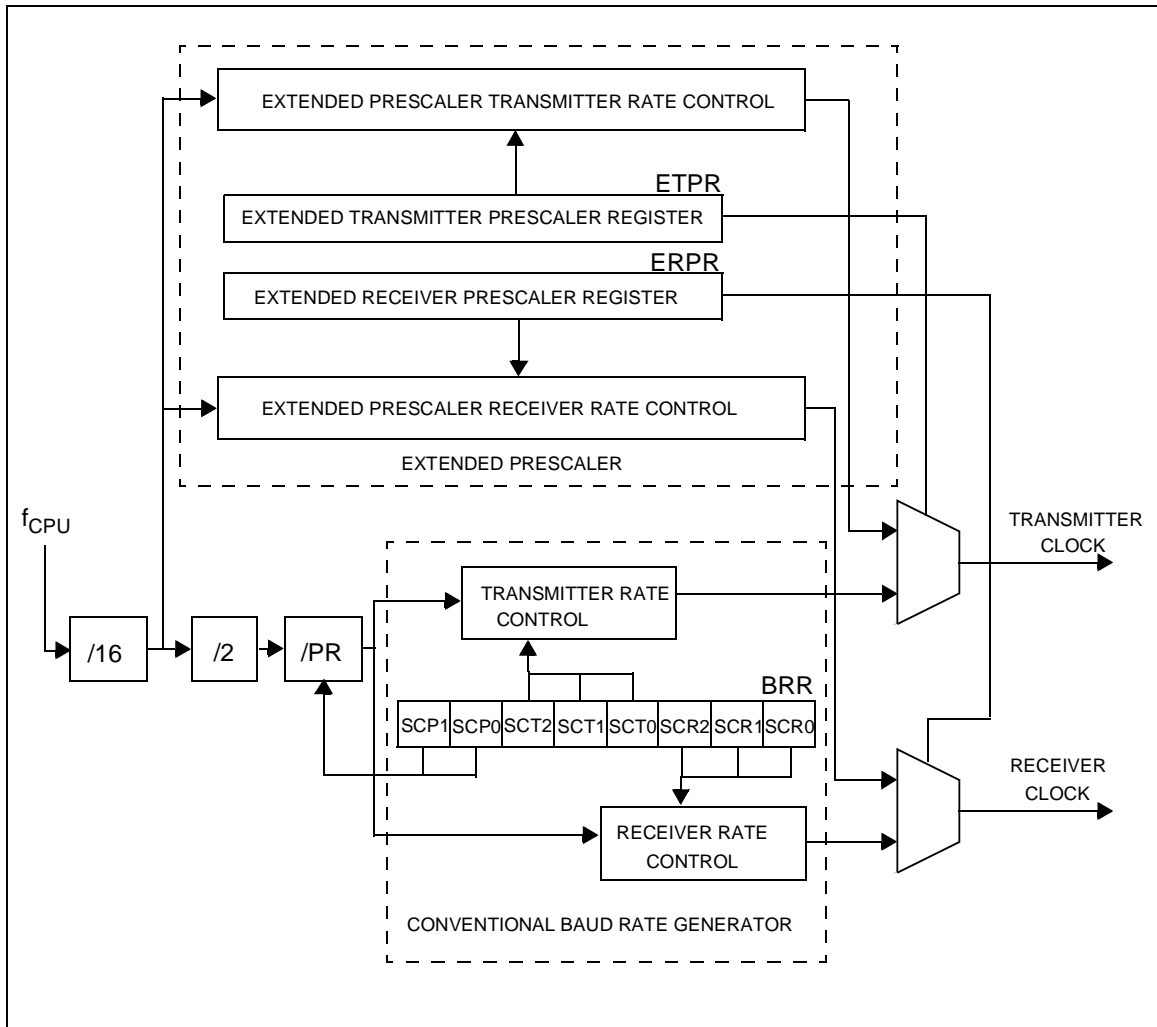 EXTENDED PRESCALER TRANSMITTER RATE CONTROL
ETPR
EXTENDED TRANSMITTER PRESCALER REGISTER
ERPR
EXTENDED RECEIVER PRESCALER REGISTER
EXTENDED PRESCALER RECEIVER RATE CONTROL
EXTENDED PRESCALER
fCPU
TRANSMITTER
CLOCK
TRANSMITTER RATE
CONTROL
/16
/2
/PR
BRR
SCP1 SCP0 SCT2 SCT1 SCT0 SCR2 SCR1 SCR0
RECEIVER
CLOCK
RECEIVER RATE
CONTROL
CONVENTIONAL BAUD RATE GENERATOR